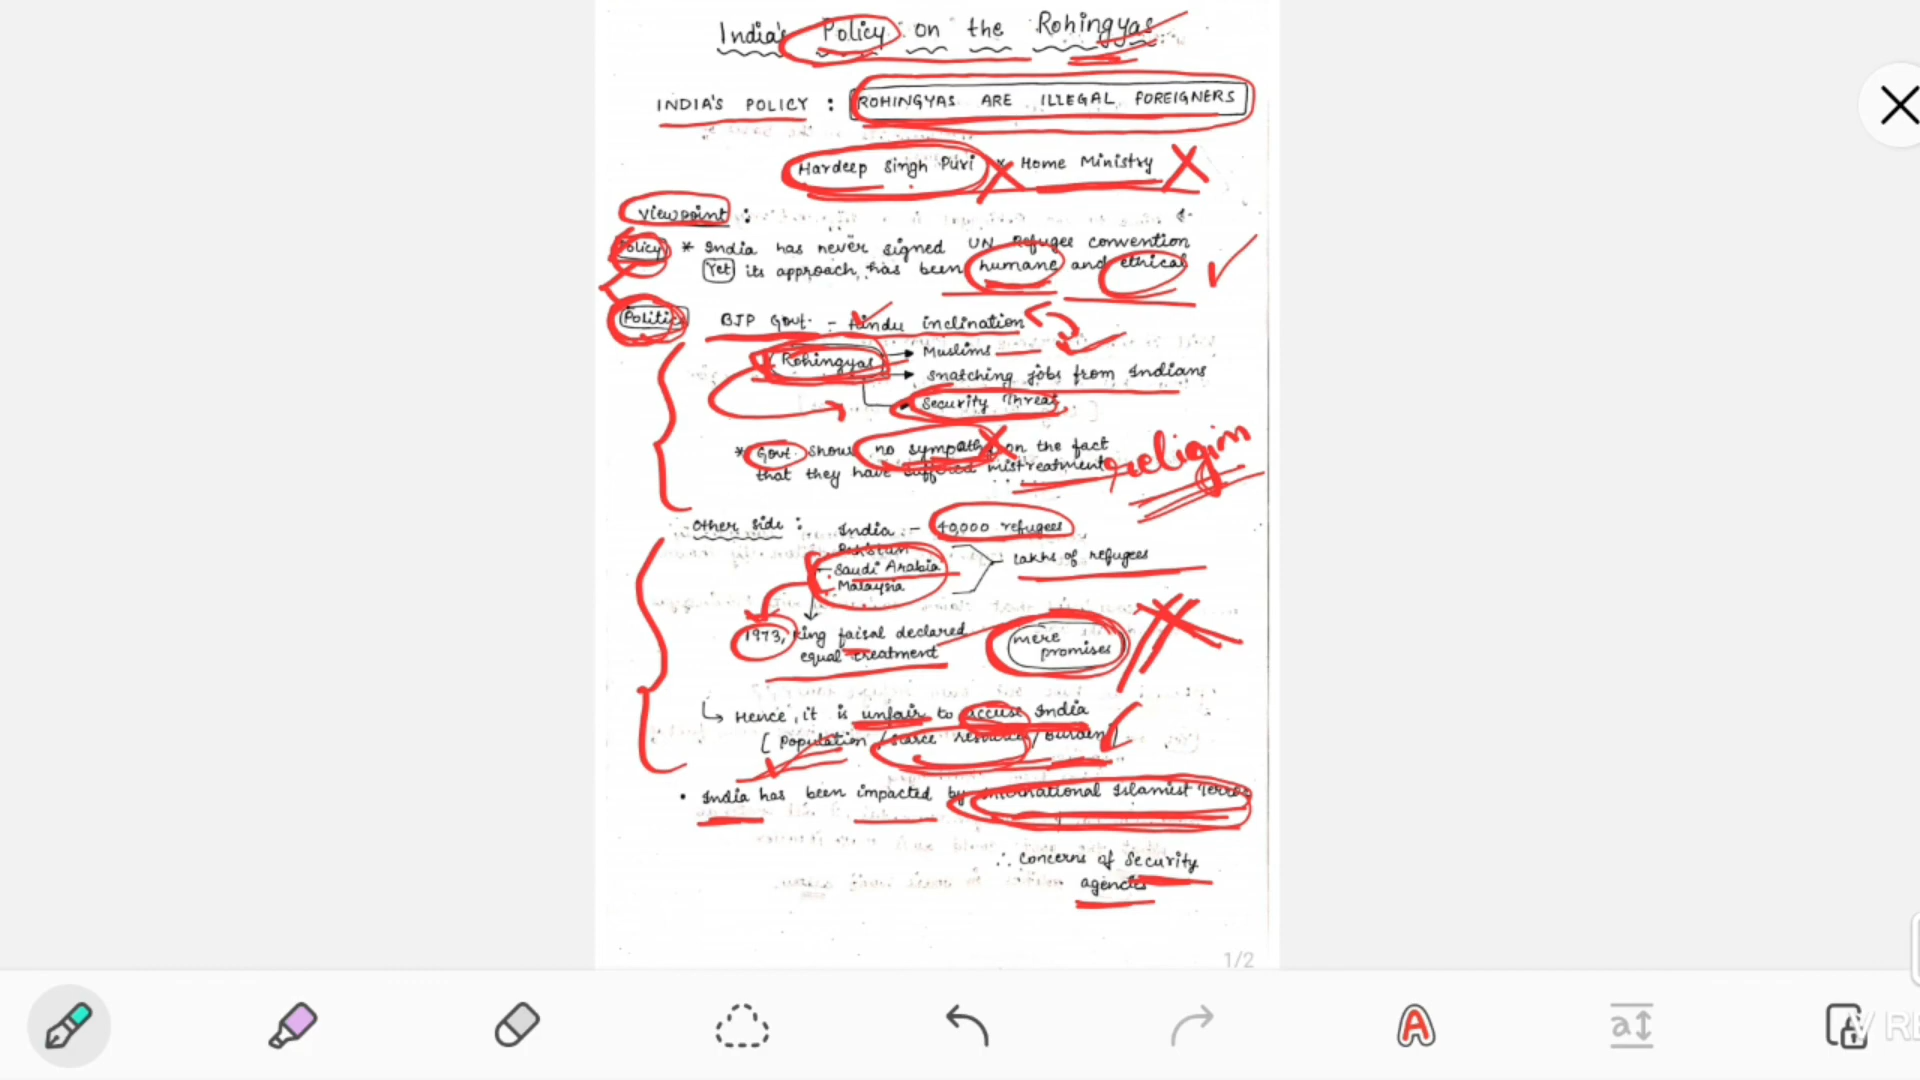 India's Policy on the Rohingyas
INDIA'S POLICY : ROHINGYAS ARE ILLEGAL FOREIGNERS
Hardeep Singh Puri * Home Ministry
Viewpoint :
Policy * India has never signed UN Refugee convention
Yet its approach has been humane and ethical
Politics BJP Govt. - Hindu inclination
Rohingyas → Muslims
→ snatching jobs from Indians
Security Threat
* Govt. shows no sympathy on the fact
that they have suffered mistreatment
religion
Other side : India - 40,000 refugees
Pakistan
Saudi Arabia lakhs of refugees
Malaysia
1973, King faisal declared mere
equal treatment promises
↳ Hence, it is unfair to accuse India
[ Population / Scarce resources / Burden ]
• India has been impacted by International Islamist Terror
∴ Concerns of Security
agencies
1/2